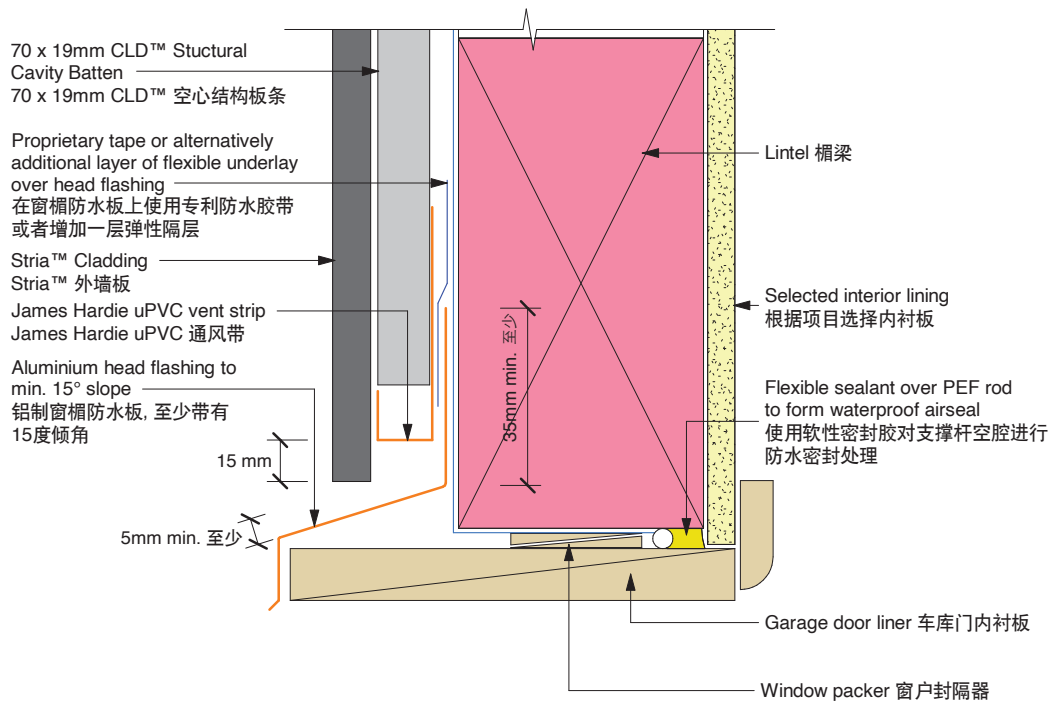 70 x 19mm CLD™ Stuctural
Cavity Batten
70 x 19mm CLD™ 空心结构板条
Proprietary tape or alternatively
additional layer of flexible underlay
over head flashing
在窗楣防水板上使用专利防水胶带
或者增加一层弹性隔层
Stria™ Cladding
Stria™ 外墙板
James Hardie uPVC vent strip
James Hardie uPVC 通风带
Aluminium head flashing to
min. 15° slope
铝制窗楣防水板, 至少带有
15度倾角
15 mm
5mm min. 至少
35mm min. 至少
Lintel 楣梁
Selected interior lining
根据项目选择内衬板
Flexible sealant over PEF rod
to form waterproof airseal
使用软性密封胶对支撑杆空腔进行
防水密封处理
Garage door liner 车库门内衬板
Window packer 窗户封隔器